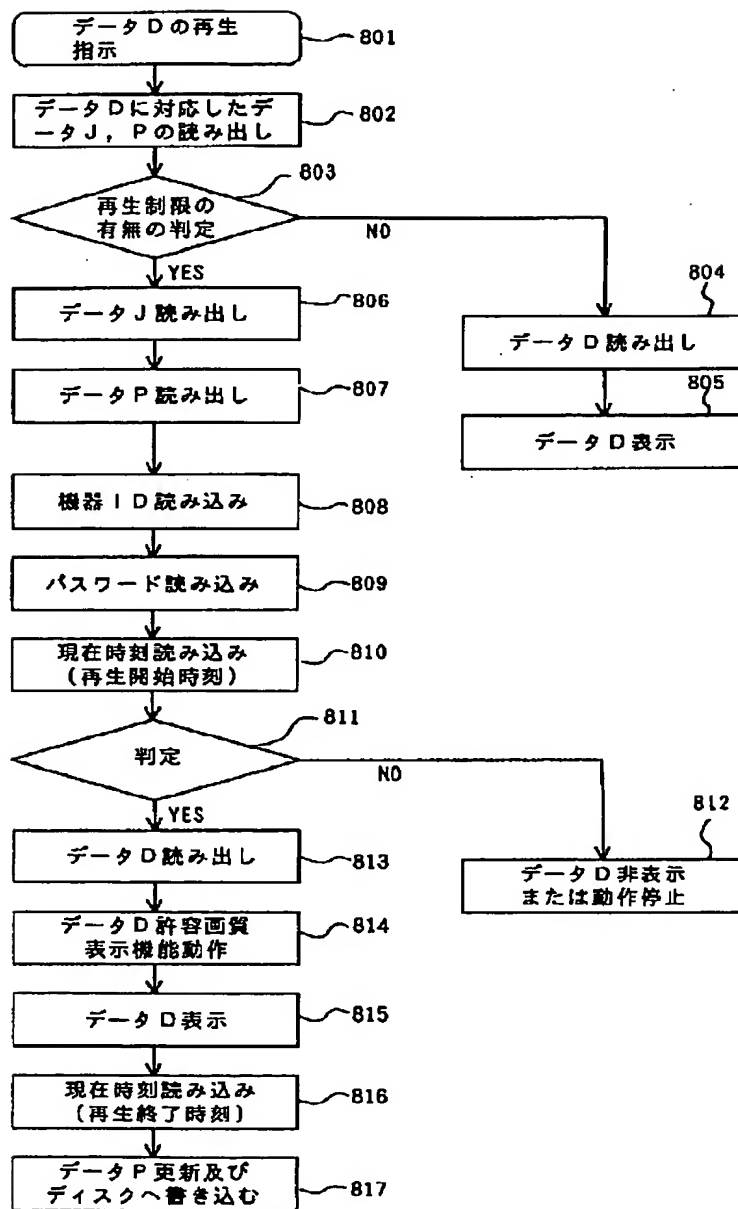 データDの再生
指示
801
データDに対応したデ
ータJ，Pの読み出し
802
803
再生制限の
有無の判定
NO
YES
804
データJ読み出し
806
データD読み出し
805
データP読み出し
807
データD表示
機器ID読み込み
808
パスワード読み込み
809
現在時刻読み込み
(再生開始時刻)
810
811
判定
NO
YES
812
データD読み出し
813
データD非表示
または動作停止
データD許容画質
表示機能動作
814
データD表示
815
現在時刻読み込み
(再生終了時刻)
816
データP更新及び
ディスクへ書き込む
817